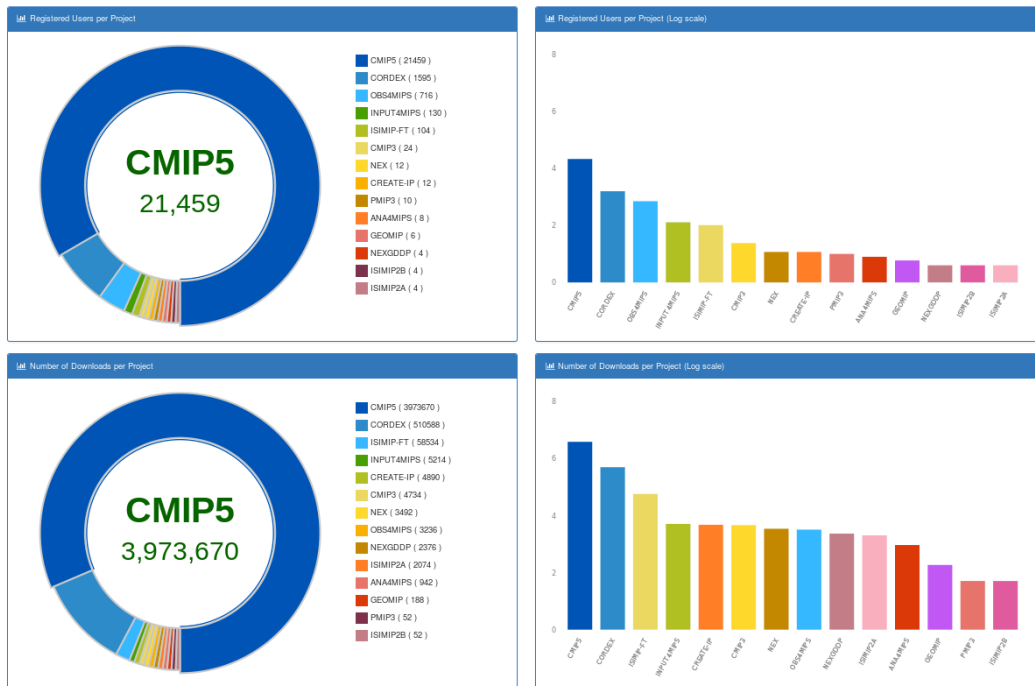 Registered Users per Project
CMIP5
21,459
CMIP5 ( 21459 )
CORDEX ( 1595 )
OBS4MIPS ( 716 )
INPUT4MIPS ( 130 )
ISIMIP-FT ( 104 )
CMIP3 ( 24 )
NEX ( 12 )
CREATE-IP ( 12 )
PMIP3 ( 10 )
ANA4MIPS ( 8 )
GEOMIP ( 6 )
NEXGDDP ( 4 )
ISIMIP2B ( 4 )
ISIMIP2A ( 4 )
Registered Users per Project (Log scale)
8
6
4
2
0
CMIP5
CORDEX
OBS4MIPS
INPUT4MIPS
ISIMIP-FT
CMIP3
NEX
CREATE-IP
PMIP3
ANA4MIPS
GEOMIP
NEXGDDP
ISIMIP2B
ISIMIP2A
Number of Downloads per Project
CMIP5
3,973,670
CMIP5 ( 3973670 )
CORDEX ( 510588 )
ISIMIP-FT ( 58534 )
INPUT4MIPS ( 5214 )
CREATE-IP ( 4890 )
CMIP3 ( 4734 )
NEX ( 3492 )
OBS4MIPS ( 3236 )
NEXGDDP ( 2376 )
ISIMIP2A ( 2074 )
ANA4MIPS ( 942 )
GEOMIP ( 188 )
PMIP3 ( 52 )
ISIMIP2B ( 52 )
Number of Downloads per Project (Log scale)
8
6
4
2
0
CMIP5
CORDEX
ISIMIP-FT
INPUT4MIPS
CREATE-IP
CMIP3
NEX
OBS4MIPS
NEXGDDP
ISIMIP2A
ANA4MIPS
GEOMIP
PMIP3
ISIMIP2B